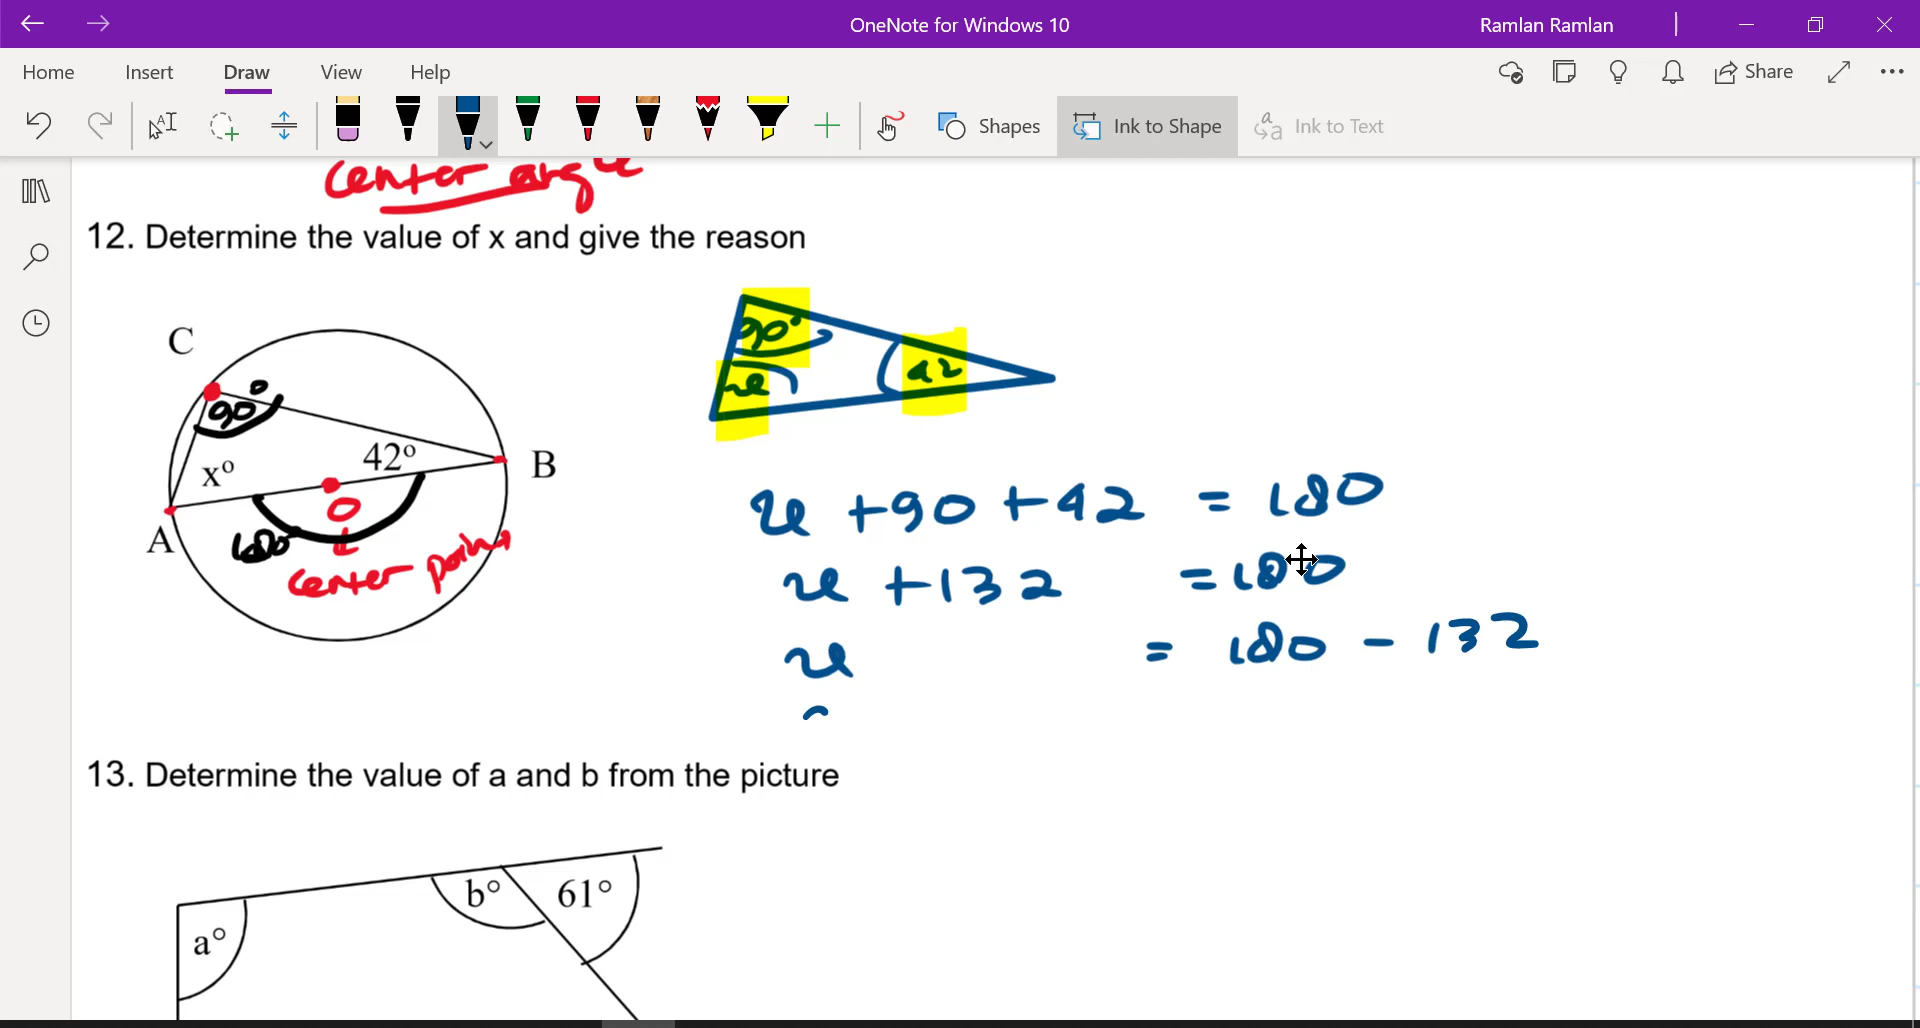 OneNote for Windows 10
Ramlan Ramlan
Home Insert Draw View Help
Share
Shapes
Ink to Shape
Ink to Text
center angle
12. Determine the value of x and give the reason
C
90°
x°
42°
B
A
180
O
center point
90°
x
42
x + 90 + 42 = 180
x + 132 = 180
x = 180 - 132
13. Determine the value of a and b from the picture
b° 61°
a°